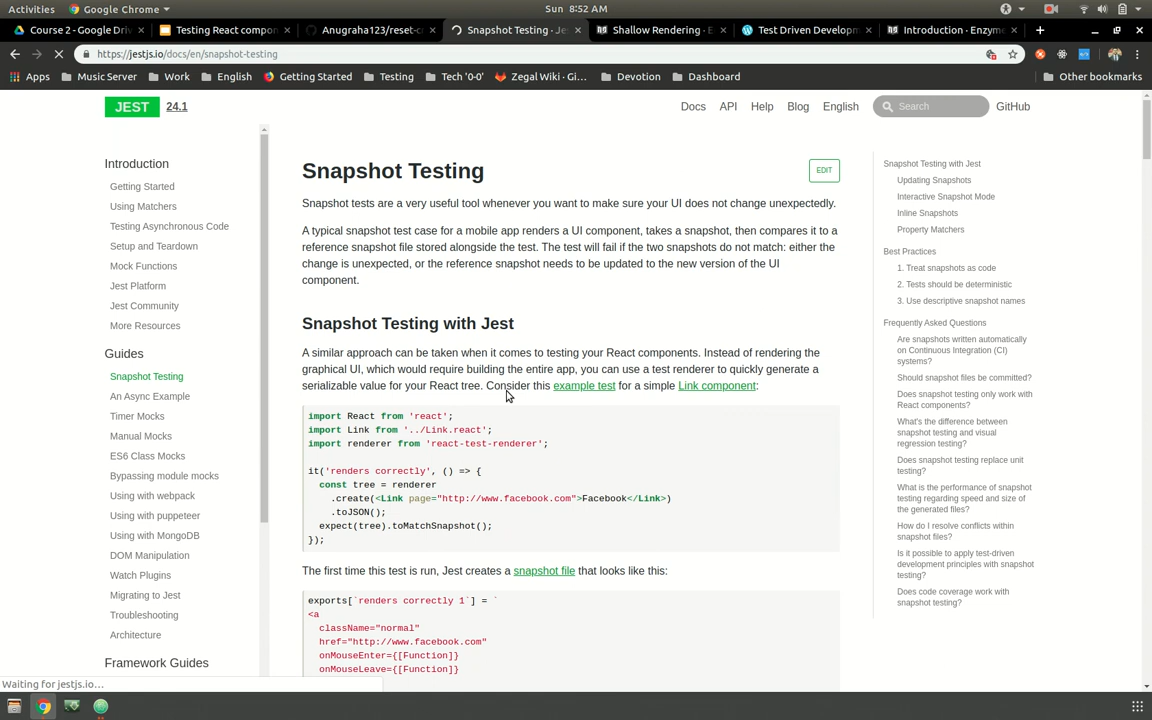 Activities
Google Chrome
Sun 8:52 AM
Course 2 - Google Driv
Testing React compon
Anugraha123/reset-c
Snapshot Testing · Jes
Shallow Rendering · E
Test Driven Developm
Introduction · Enzyme
https://jestjs.io/docs/en/snapshot-testing
Apps
Music Server
Work
English
Getting Started
Testing
Tech '0-0'
Zegal Wiki - Gi...
Devotion
Dashboard
Other bookmarks
JEST
24.1
Docs
API
Help
Blog
English
Search
GitHub
Introduction
Getting Started
Using Matchers
Testing Asynchronous Code
Setup and Teardown
Mock Functions
Jest Platform
Jest Community
More Resources
Guides
Snapshot Testing
An Async Example
Timer Mocks
Manual Mocks
ES6 Class Mocks
Bypassing module mocks
Using with webpack
Using with puppeteer
Using with MongoDB
DOM Manipulation
Watch Plugins
Migrating to Jest
Troubleshooting
Architecture
Framework Guides
Snapshot Testing
EDIT
Snapshot tests are a very useful tool whenever you want to make sure your UI does not change unexpectedly.
A typical snapshot test case for a mobile app renders a UI component, takes a snapshot, then compares it to a
reference snapshot file stored alongside the test. The test will fail if the two snapshots do not match: either the
change is unexpected, or the reference snapshot needs to be updated to the new version of the UI
component.
Snapshot Testing with Jest
A similar approach can be taken when it comes to testing your React components. Instead of rendering the
graphical UI, which would require building the entire app, you can use a test renderer to quickly generate a
serializable value for your React tree. Consider this example test for a simple Link component:
import React from 'react';
import Link from '../Link.react';
import renderer from 'react-test-renderer';
it('renders correctly', () => {
  const tree = renderer
    .create(<Link page="http://www.facebook.com">Facebook</Link>)
    .toJSON();
  expect(tree).toMatchSnapshot();
});
The first time this test is run, Jest creates a snapshot file that looks like this:
exports[`renders correctly 1`] = `
<a
  className="normal"
  href="http://www.facebook.com"
  onMouseEnter={[Function]}
  onMouseLeave={[Function]}
Snapshot Testing with Jest
Updating Snapshots
Interactive Snapshot Mode
Inline Snapshots
Property Matchers
Best Practices
1. Treat snapshots as code
2. Tests should be deterministic
3. Use descriptive snapshot names
Frequently Asked Questions
Are snapshots written automatically
on Continuous Integration (CI)
systems?
Should snapshot files be committed?
Does snapshot testing only work with
React components?
What's the difference between
snapshot testing and visual
regression testing?
Does snapshot testing replace unit
testing?
What is the performance of snapshot
testing regarding speed and size of
the generated files?
How do I resolve conflicts within
snapshot files?
Is it possible to apply test-driven
development principles with snapshot
testing?
Does code coverage work with
snapshot testing?
Waiting for jestjs.io...